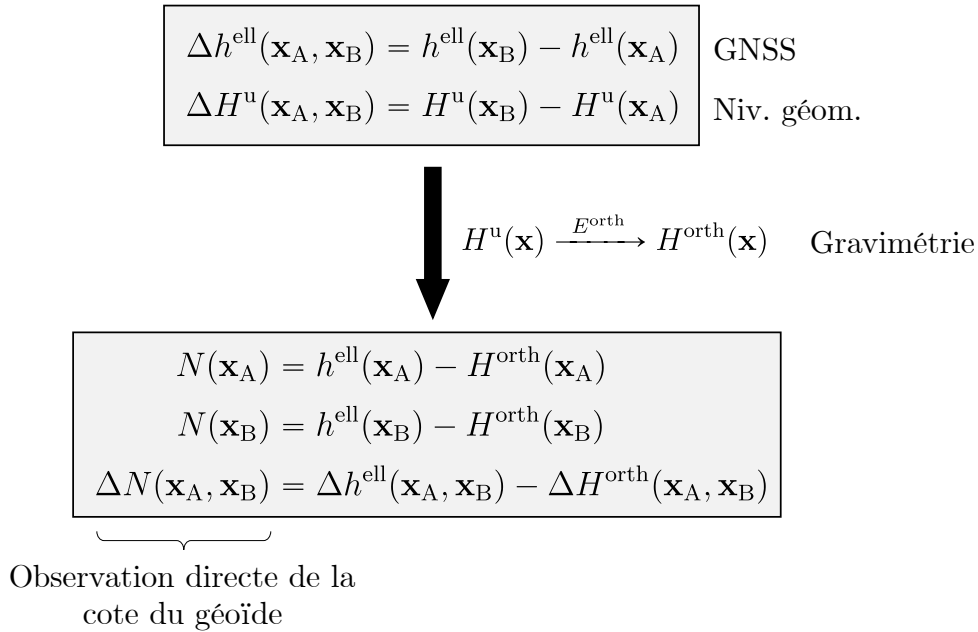 Δh^ell(x_A, x_B) = h^ell(x_B) − h^ell(x_A) GNSS
ΔH^u(x_A, x_B) = H^u(x_B) − H^u(x_A) Niv. géom.
H^u(x) —E^orth→ H^orth(x) Gravimétrie
N(x_A) = h^ell(x_A) − H^orth(x_A)
N(x_B) = h^ell(x_B) − H^orth(x_B)
ΔN(x_A, x_B) = Δh^ell(x_A, x_B) − ΔH^orth(x_A, x_B)
Observation directe de la
cote du géoïde